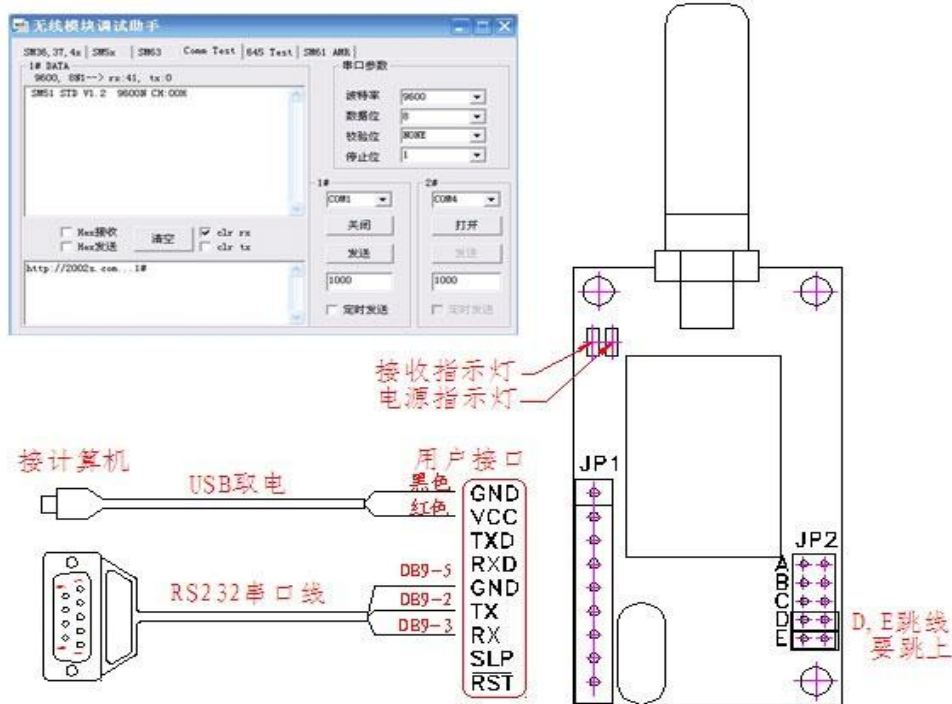 无线模块调试助手
SM36,37,4x SM5x SM63 Comm Test 645 Test SM61 AMR
1# DATA
9600, 8N1--> rx:41, tx:0
SM51 STD V1.2 9600N CH:00H
串口参数
波特率 9600
数据位 8
校验位 NONE
停止位 1
1#
COM1
关闭
发送
1000
定时发送
2#
COM4
打开
发送
1000
定时发送
Hex接收
Hex发送
清空
clr rx
clr tx
http://2002z.com...1#
接收指示灯
电源指示灯
接计算机
USB取电
用户接口
黑色
红色
GND
VCC
TXD
RXD
GND
TX
RX
SLP
RST
DB9-5
DB9-2
DB9-3
RS232串口线
JP1
JP2
A
B
C
D
E
D,E跳线
要跳上